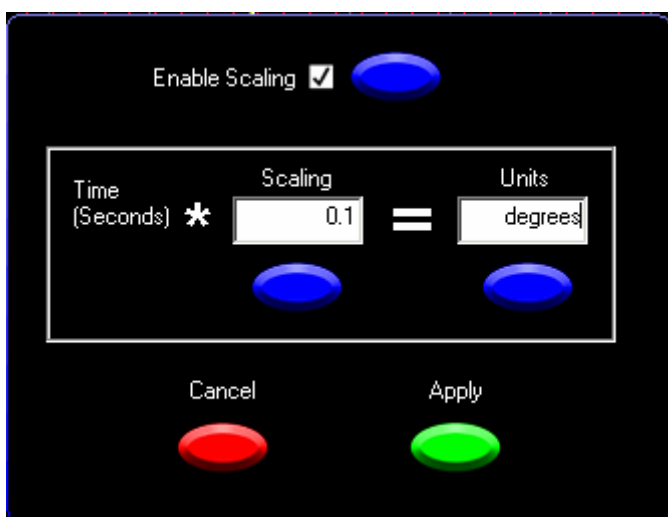 Enable Scaling
Time
(Seconds) * 
Scaling
0.1
=
Units
degrees
Cancel
Apply